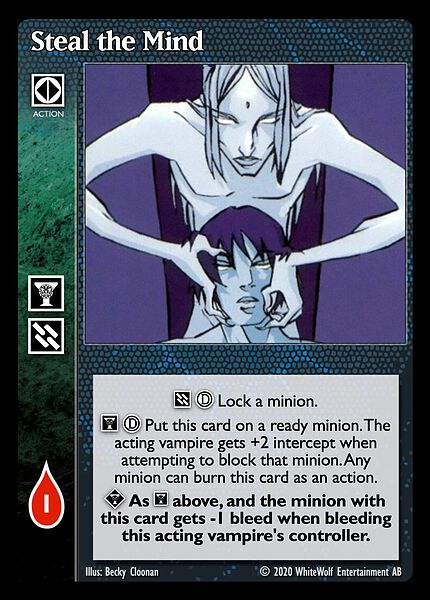 Steal the Mind
ACTION
Ⓓ Lock a minion.
Ⓓ Put this card on a ready minion. The
acting vampire gets +2 intercept when
attempting to block that minion. Any
minion can burn this card as an action.
As above, and the minion with
this card gets -1 bleed when bleeding
this acting vampire's controller.
1
Illus: Becky Cloonan © 2020 WhiteWolf Entertainment AB